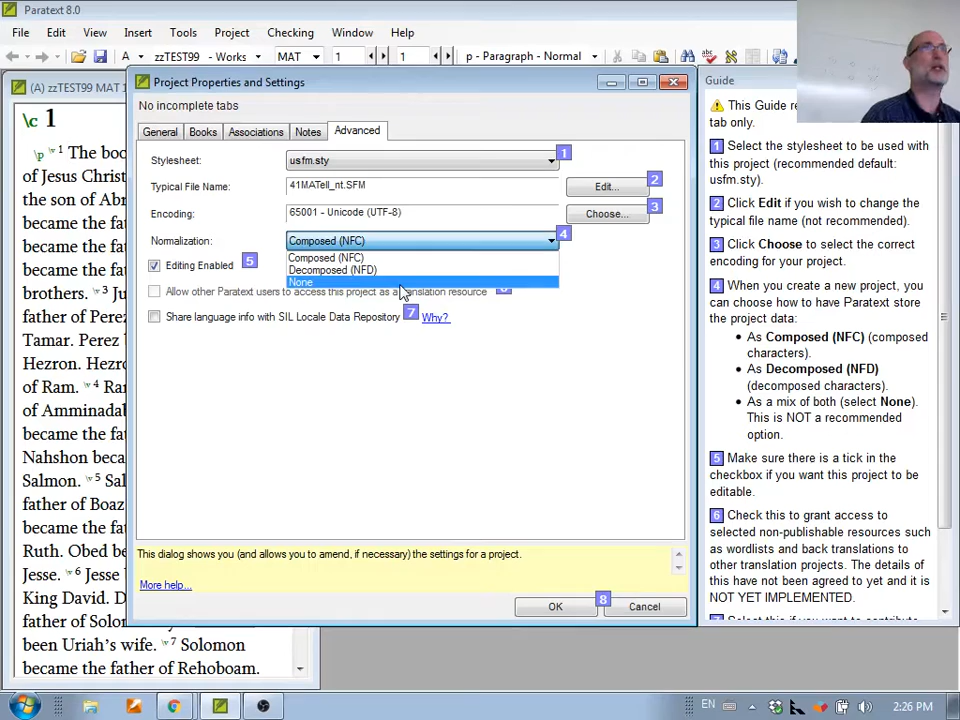 Paratext 8.0
File Edit View Insert Tools Project Checking Window Help
A zzTEST99 - Works MAT 1 1 p - Paragraph - Normal
(A) zzTEST99 MAT 1
\c 1
\p v 1 The boo
of Jesus Christ
the son of Abr
became the fat
became the fat
brothers. v 3 Ju
father of Perez
Tamar. Perez b
Hezron. Hezro
of Ram. v 4 Ran
of Amminadab
became the fat
Nahshon beca
Salmon. v 5 Sal
father of Boaz
became the fat
Ruth. Obed be
Jesse. v 6 Jesse b
King David. D
father of Solom
been Uriah's wife. v 7 Solomon
became the father of Rehoboam.
Project Properties and Settings
No incomplete tabs
General Books Associations Notes Advanced
Stylesheet: usfm.sty 1
Typical File Name: 41MATell_nt.SFM Edit... 2
Encoding: 65001 - Unicode (UTF-8) Choose... 3
Normalization: Composed (NFC) 4
Composed (NFC)
Decomposed (NFD)
None
Editing Enabled 5
Allow other Paratext users to access this project as a translation resource
Share language info with SIL Locale Data Repository 7 Why?
This dialog shows you (and allows you to amend, if necessary) the settings for a project.
More help...
OK 8 Cancel
Guide
This Guide re
tab only.
1 Select the stylesheet to be used with
this project (recommended default:
usfm.sty).
2 Click Edit if you wish to change the
typical file name (not recommended).
3 Click Choose to select the correct
encoding for your project.
4 When you create a new project, you
can choose how to have Paratext store
the project data:
• As Composed (NFC) (composed
characters).
• As Decomposed (NFD)
(decomposed characters).
• As a mix of both (select None).
This is NOT a recommended
option.
5 Make sure there is a tick in the
checkbox if you want this project to be
editable.
6 Check this to grant access to
selected non-publishable resources such
as wordlists and back translations to
other translation projects. The details of
this have not been agreed to yet and it is
NOT YET IMPLEMENTED.
7 Select this if you want to contribute
EN 2:26 PM